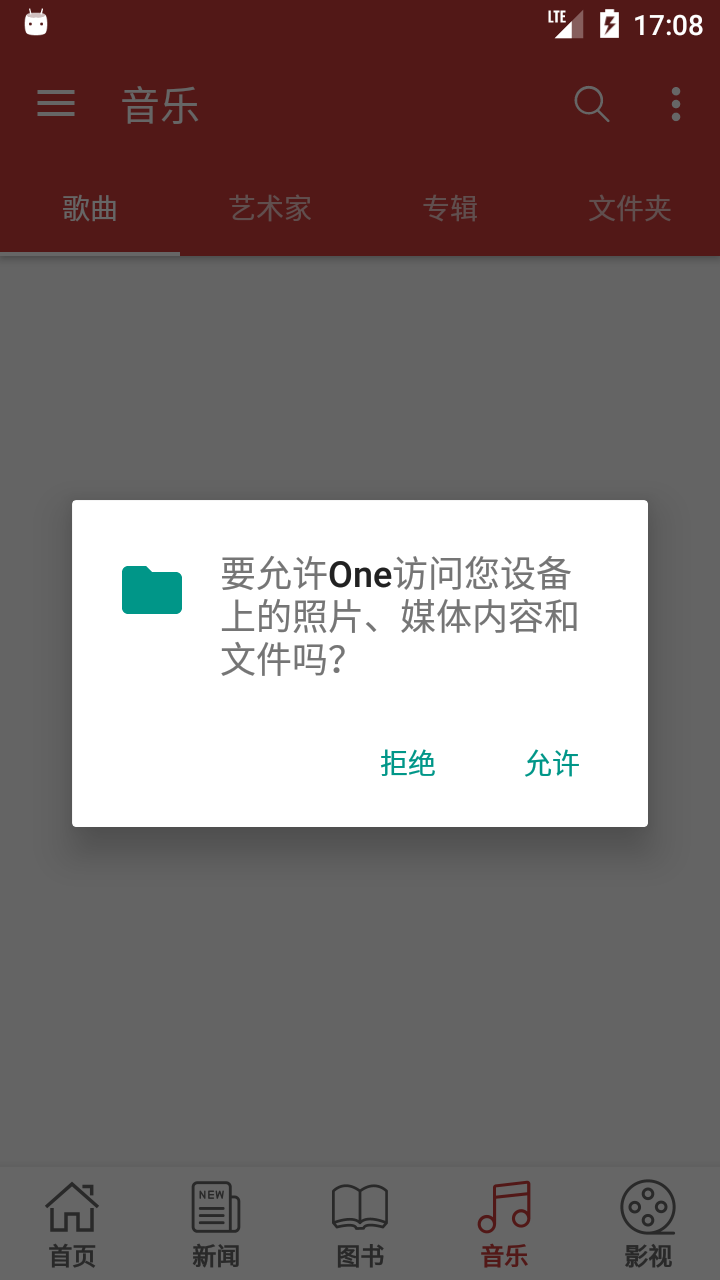 LTE 17:08
音乐
歌曲 艺术家 专辑 文件夹
要允许One访问您设备
上的照片、媒体内容和
文件吗?
拒绝 允许
NEW
首页 新闻 图书 音乐 影视